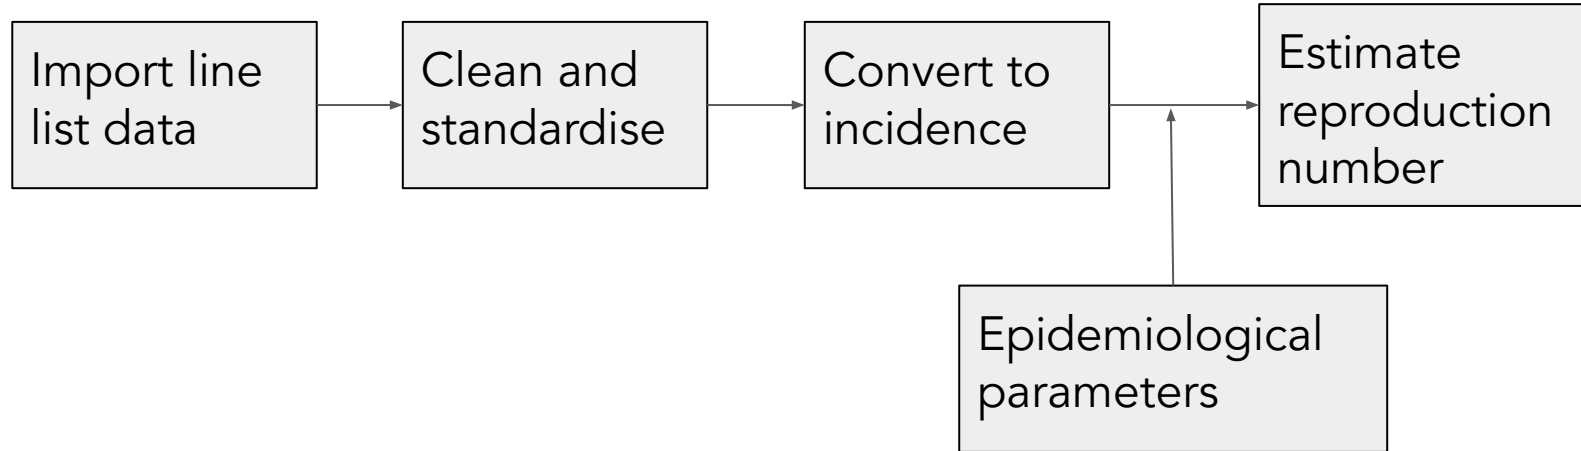 Import line
list data
Clean and
standardise
Convert to
incidence
Estimate
reproduction
number
Epidemiological
parameters